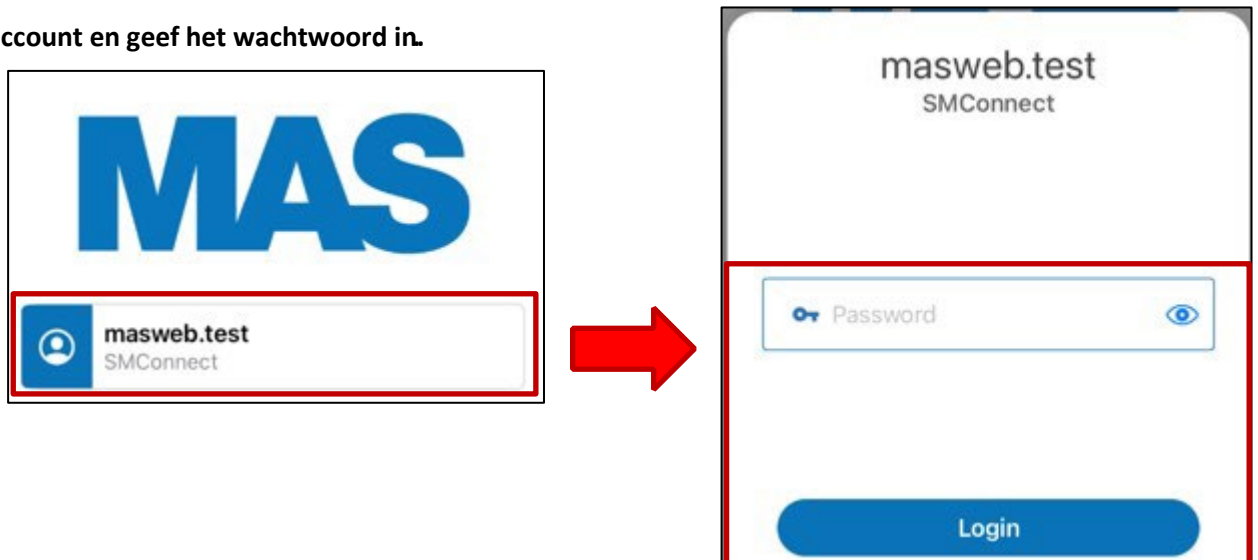 ccount en geef het wachtwoord in..
MAS
masweb.test
SMConnect
masweb.test
SMConnect
Password
Login